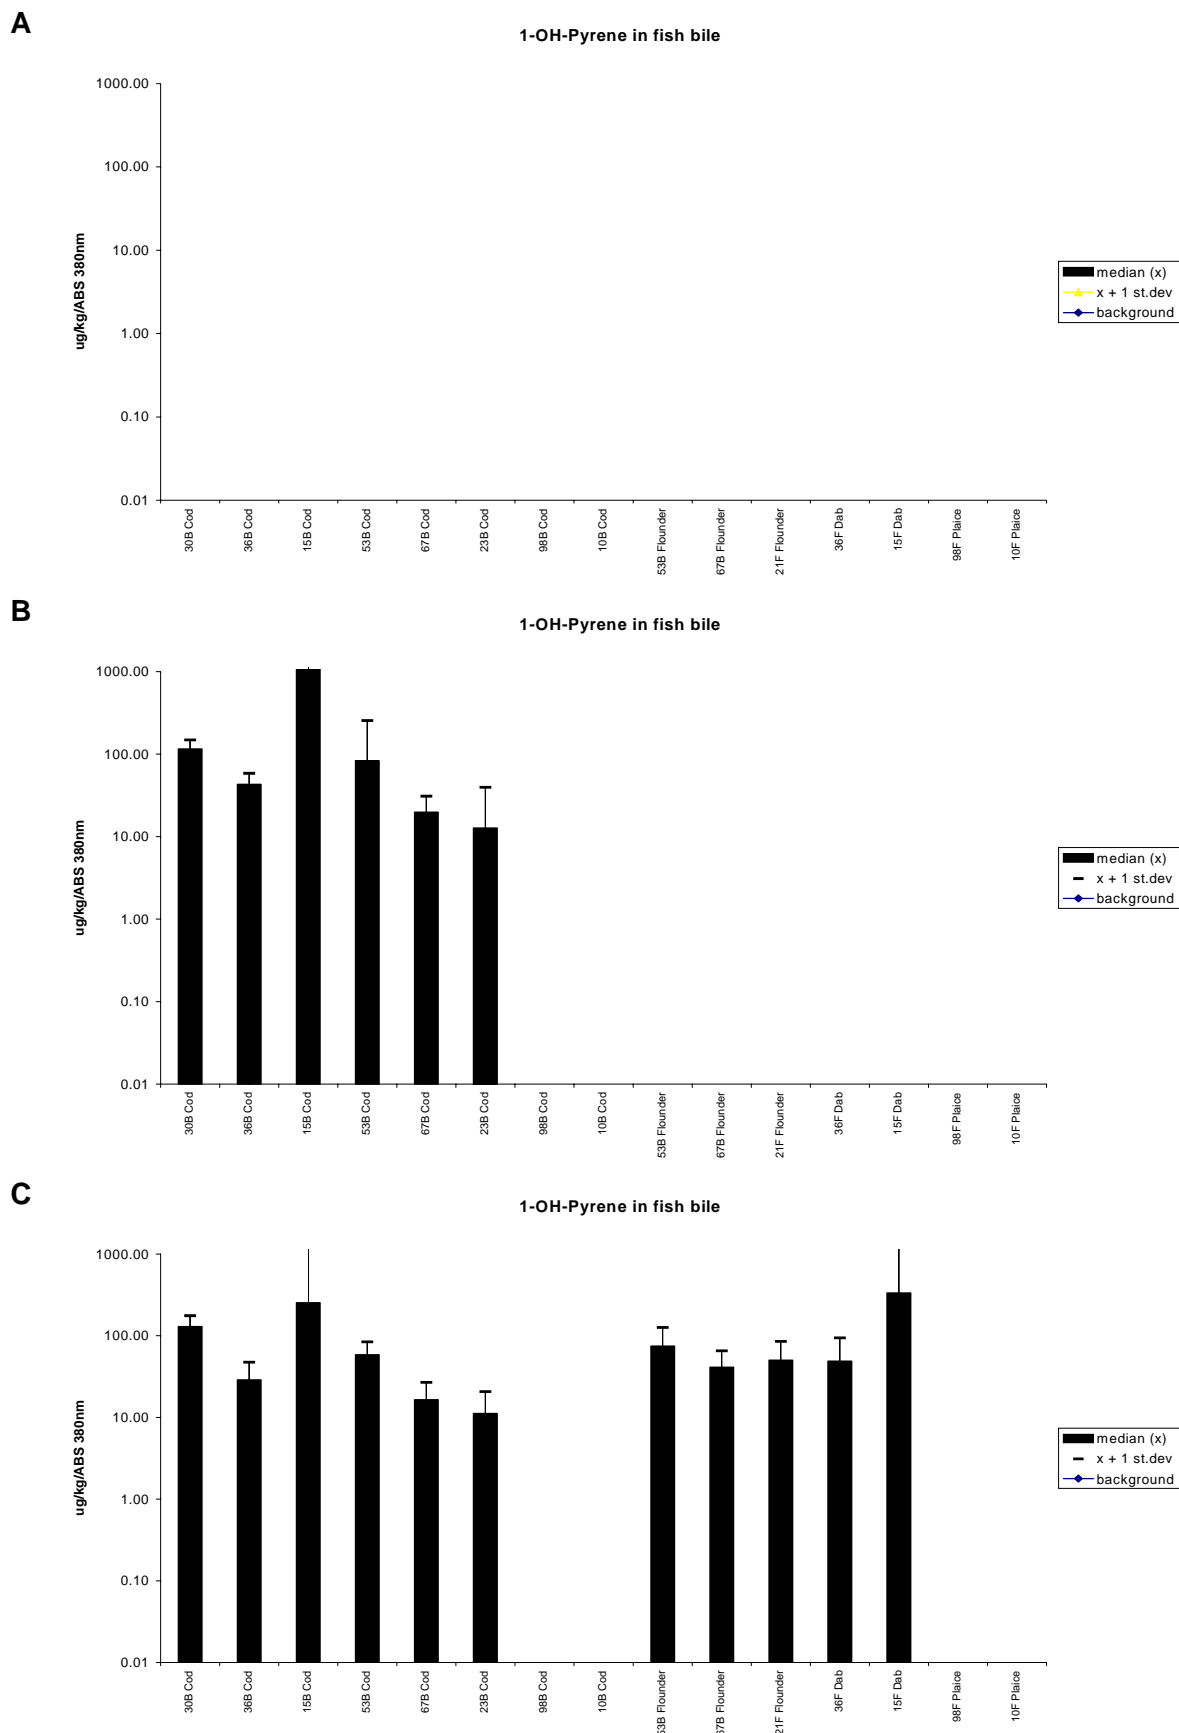 A
1-OH-Pyrene in fish bile
1000.00
100.00
10.00
1.00
0.10
0.01
ug/kg/ABS 380nm
30B Cod
36B Cod
15B Cod
53B Cod
67B Cod
23B Cod
98B Cod
10B Cod
53B Flounder
67B Flounder
21F Flounder
36F Dab
15F Dab
98F Plaice
10F Plaice
median (x)
x + 1 st.dev
background
B
1-OH-Pyrene in fish bile
1000.00
100.00
10.00
1.00
0.10
0.01
ug/kg/ABS 380nm
30B Cod
36B Cod
15B Cod
53B Cod
67B Cod
23B Cod
98B Cod
10B Cod
53B Flounder
67B Flounder
21F Flounder
36F Dab
15F Dab
98F Plaice
10F Plaice
median (x)
x + 1 st.dev
background
C
1-OH-Pyrene in fish bile
1000.00
100.00
10.00
1.00
0.10
0.01
ug/kg/ABS 380nm
30B Cod
36B Cod
15B Cod
53B Cod
67B Cod
23B Cod
98B Cod
10B Cod
53B Flounder
67B Flounder
21F Flounder
36F Dab
15F Dab
98F Plaice
10F Plaice
median (x)
x + 1 st.dev
background